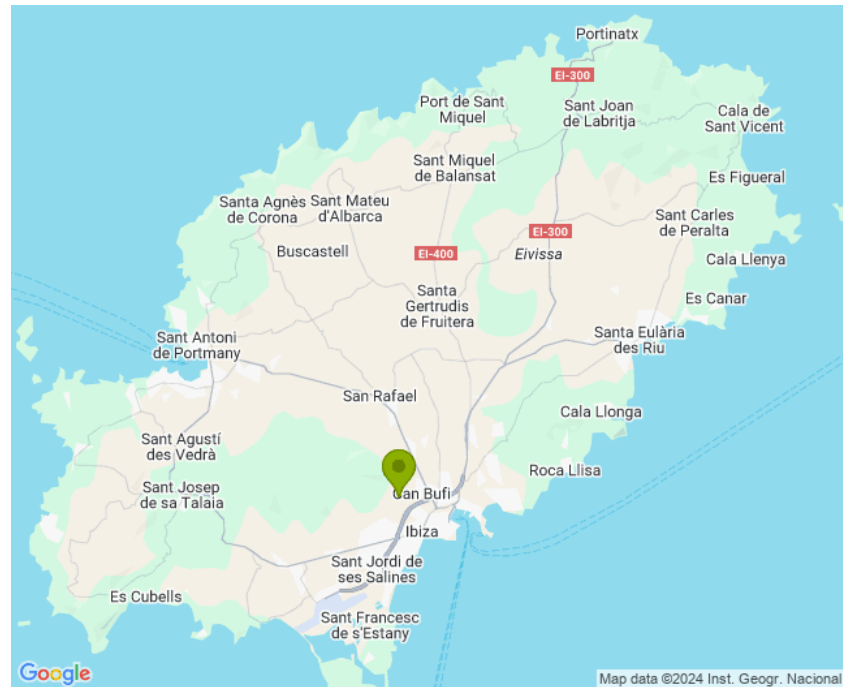 Portinatx
EI-300
Port de Sant
Miquel
Sant Joan
de Labritja
Cala de
Sant Vicent
Sant Miquel
de Balansat
Es Figueral
Santa Agnès
de Corona
Sant Mateu
d'Albarca
Sant Carles
de Peralta
EI-300
Buscastell
EI-400
Eivissa
Cala Llenya
Santa
Gertrudis
de Fruitera
Es Canar
Sant Antoni
de Portmany
Santa Eulària
des Riu
San Rafael
Cala Llonga
Sant Agustí
des Vedrà
Roca Llisa
Sant Josep
de sa Talaia
Can Bufi
Ibiza
Sant Jordi de
ses Salines
Es Cubells
Sant Francesc
de s'Estany
Google
Map data ©2024 Inst. Geogr. Nacional